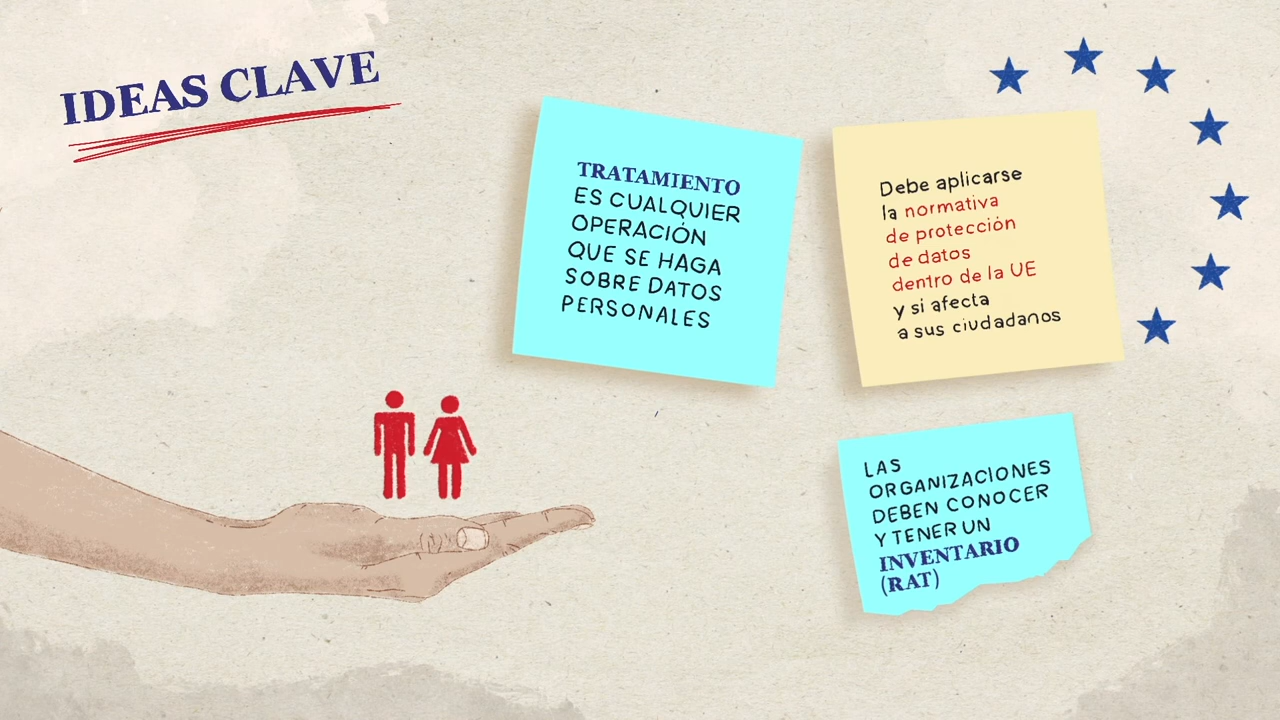 IDEAS CLAVE
TRATAMIENTO
ES CUALQUIER
OPERACIÓN
QUE SE HAGA
SOBRE DATOS
PERSONALES
Debe aplicarse
la normativa
de protección
de datos
dentro de la UE
y si afecta
a sus ciudadanos
LAS
ORGANIZACIONES
DEBEN CONOCER
Y TENER UN
INVENTARIO
(RAT)